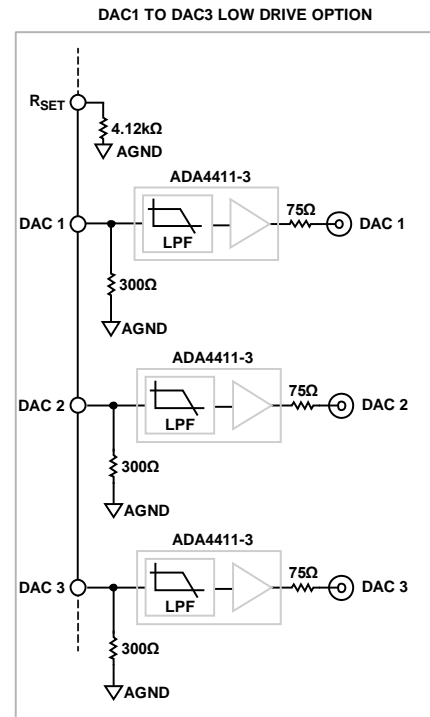 DAC1 TO DAC3 LOW DRIVE OPTION
RSET
4.12kΩ
AGND
ADA4411-3
DAC 1
LPF
75Ω
DAC 1
300Ω
AGND
ADA4411-3
DAC 2
LPF
75Ω
DAC 2
300Ω
AGND
ADA4411-3
DAC 3
LPF
75Ω
DAC 3
300Ω
AGND